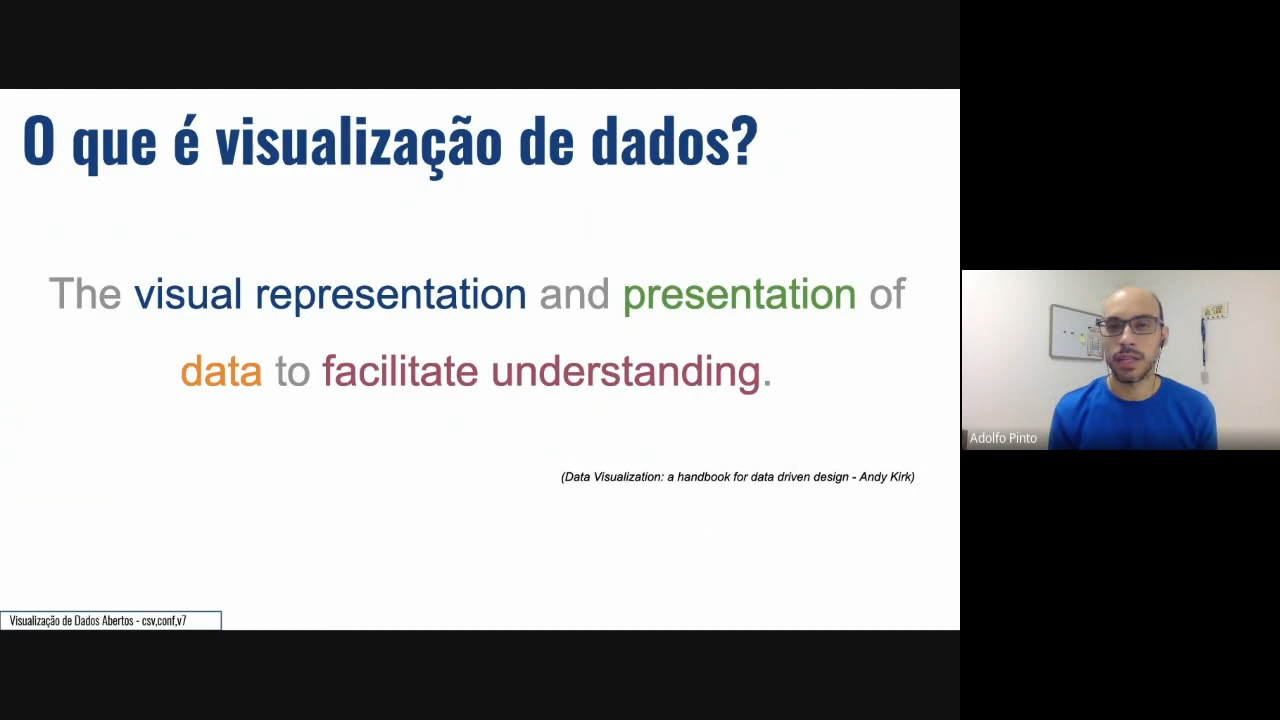 O que é visualização de dados?
The visual representation and presentation of
data to facilitate understanding.
(Data Visualization: a handbook for data driven design - Andy Kirk)
Visualização de Dados Abertos - csv,conf,v7
Adolfo Pinto